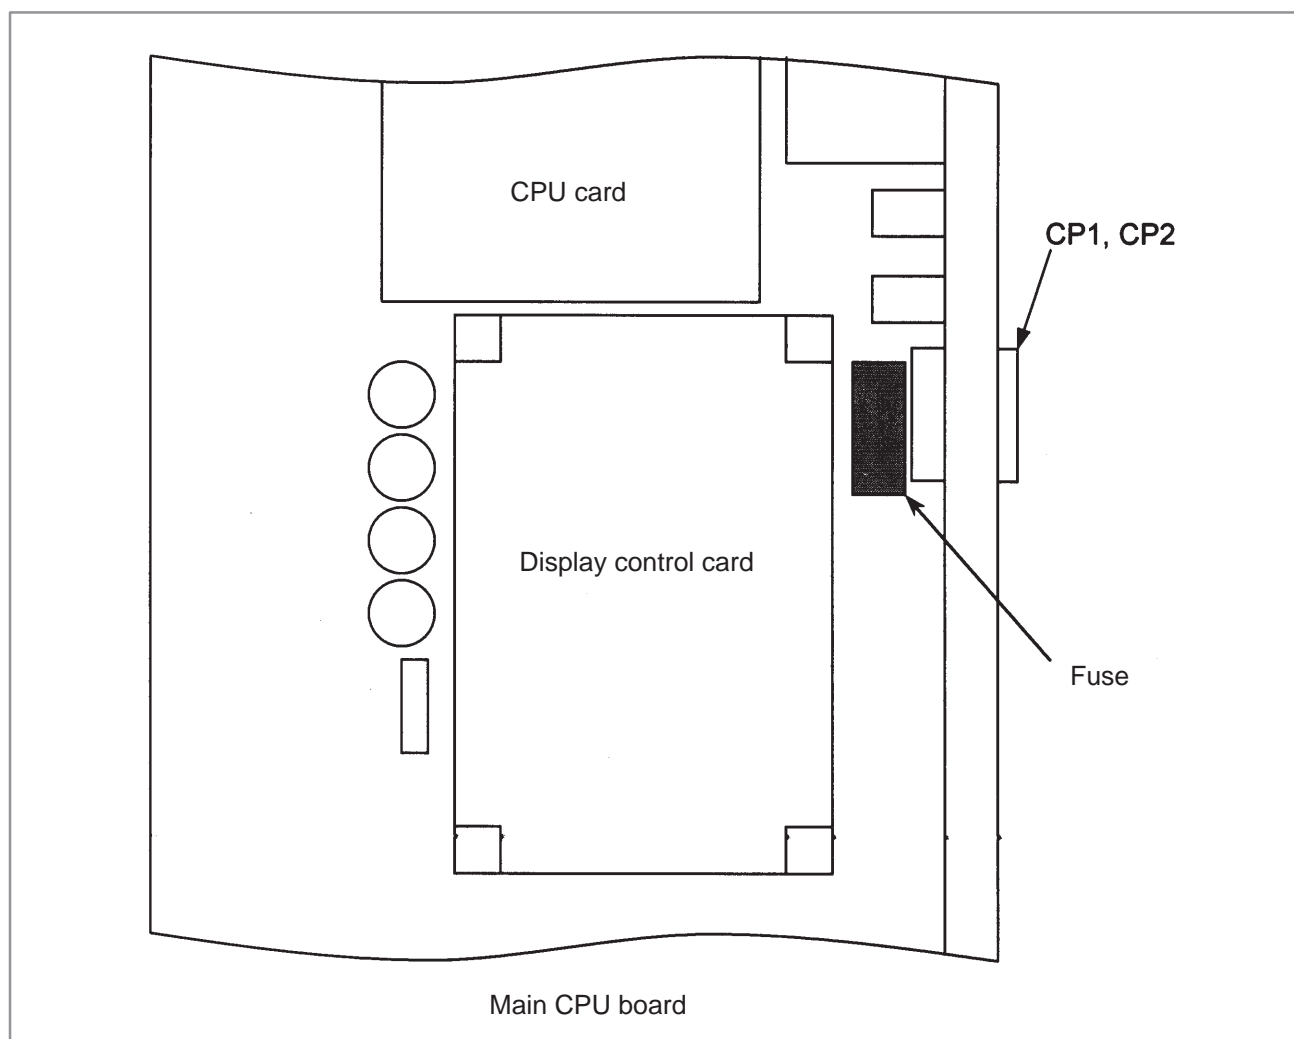 CPU card
CP1, CP2
Display control card
Fuse
Main CPU board